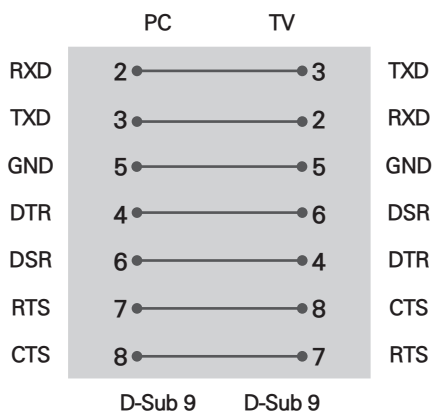 PC TV
RXD 2 3 TXD
TXD 3 2 RXD
GND 5 5 GND
DTR 4 6 DSR
DSR 6 4 DTR
RTS 7 8 CTS
CTS 8 7 RTS
D-Sub 9 D-Sub 9